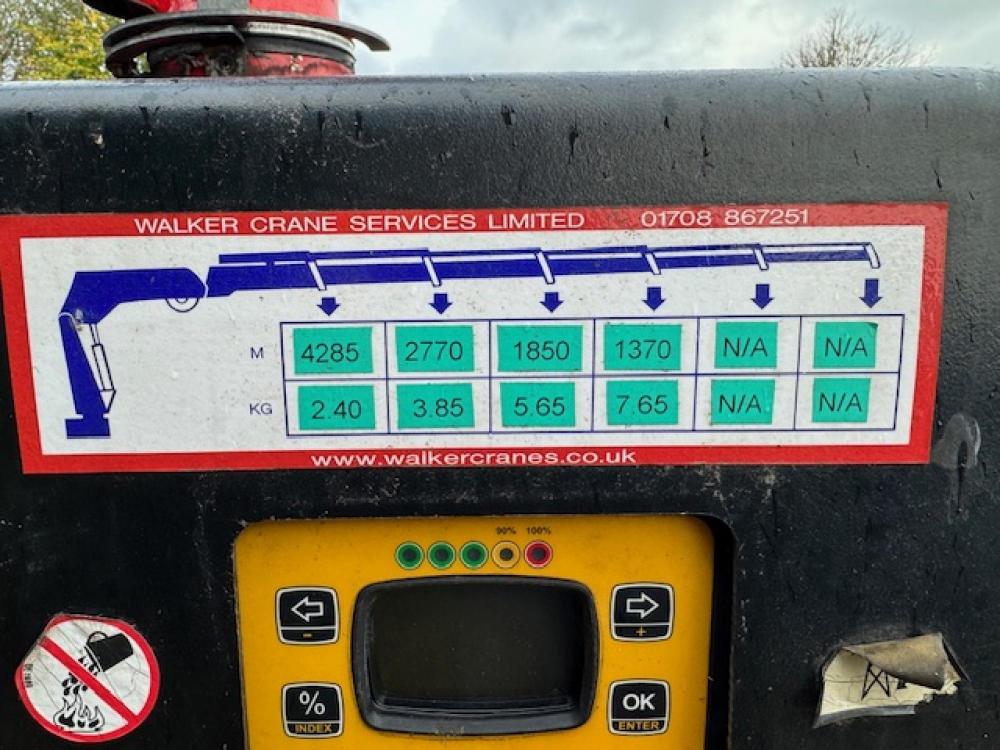 WALKER CRANE SERVICES LIMITED 01708 867251
M 4285 2770 1850 1370 N/A N/A
KG 2.40 3.85 5.65 7.65 N/A N/A
www.walkercranes.co.uk
90% 100%
- +
% OK
INDEX ENTER